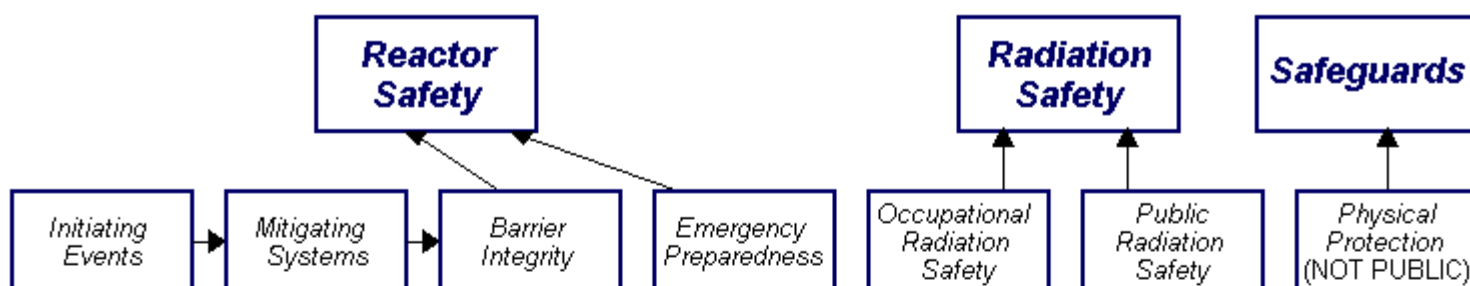 Reactor
Safety
Radiation
Safety
Safeguards
Initiating
Events
Mitigating
Systems
Barrier
Integrity
Emergency
Preparedness
Occupational
Radiation
Safety
Public
Radiation
Safety
Physical
Protection
(NOT PUBLIC)